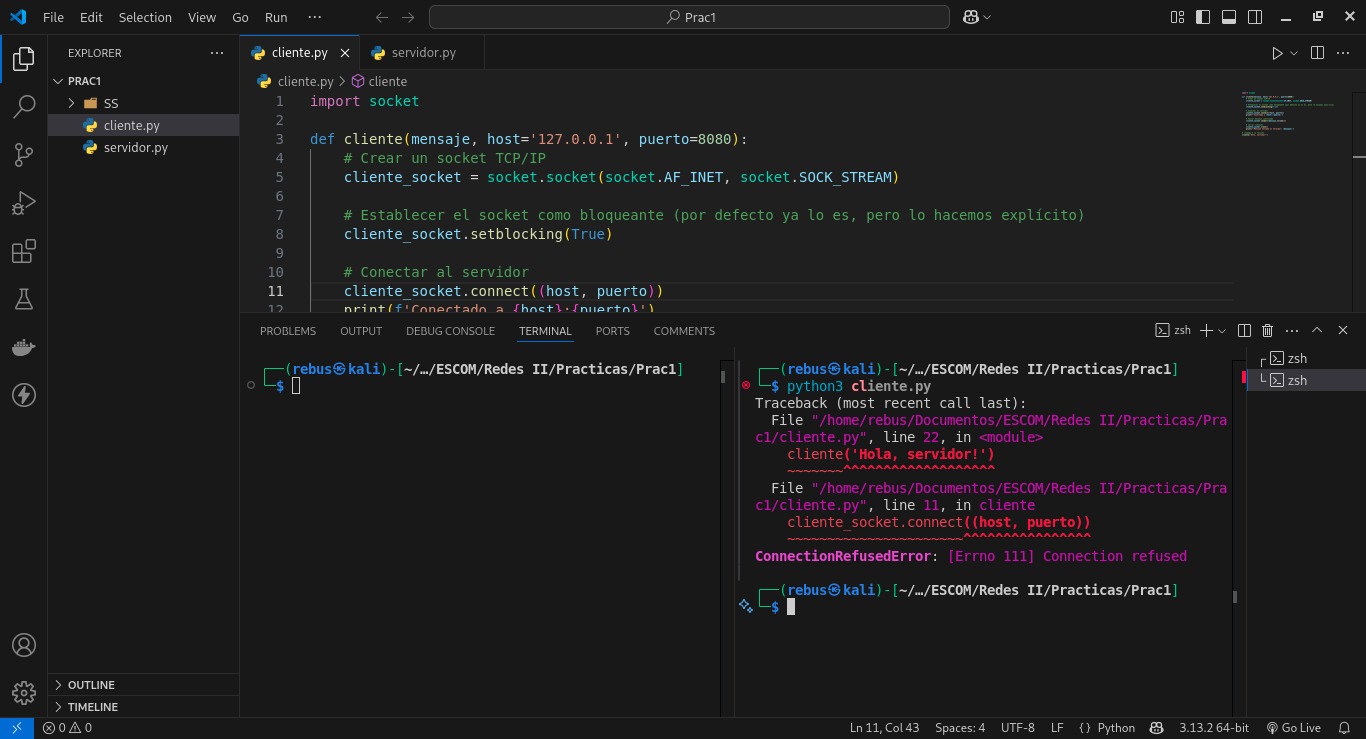 File Edit Selection View Go Run ··· Prac1
EXPLORER ···
PRAC1
SS
cliente.py
servidor.py
OUTLINE
TIMELINE
cliente.py servidor.py
cliente.py > cliente
1 import socket
2
3 def cliente(mensaje, host='127.0.0.1', puerto=8080):
4 # Crear un socket TCP/IP
5 cliente_socket = socket.socket(socket.AF_INET, socket.SOCK_STREAM)
6
7 # Establecer el socket como bloqueante (por defecto ya lo es, pero lo hacemos explícito)
8 cliente_socket.setblocking(True)
9
10 # Conectar al servidor
11 cliente_socket.connect((host, puerto))
12 print(f'Conectado a {host}:{puerto}')
PROBLEMS OUTPUT DEBUG CONSOLE TERMINAL PORTS COMMENTS zsh
┌──(rebus㉿kali)-[~/…/ESCOM/Redes II/Practicas/Prac1]
└─$
┌──(rebus㉿kali)-[~/…/ESCOM/Redes II/Practicas/Prac1]
└─$ python3 cliente.py
Traceback (most recent call last):
File "/home/rebus/Documentos/ESCOM/Redes II/Practicas/Pra
c1/cliente.py", line 22, in <module>
cliente('Hola, servidor!')
~~~~~~~^^^^^^^^^^^^^^^^^^^
File "/home/rebus/Documentos/ESCOM/Redes II/Practicas/Pra
c1/cliente.py", line 11, in cliente
cliente_socket.connect((host, puerto))
~~~~~~~~~~~~~~~~~~~~~~^^^^^^^^^^^^^^^^
ConnectionRefusedError: [Errno 111] Connection refused
┌──(rebus㉿kali)-[~/…/ESCOM/Redes II/Practicas/Prac1]
└─$
zsh
zsh
0 0 Ln 11, Col 43 Spaces: 4 UTF-8 LF {} Python 3.13.2 64-bit Go Live